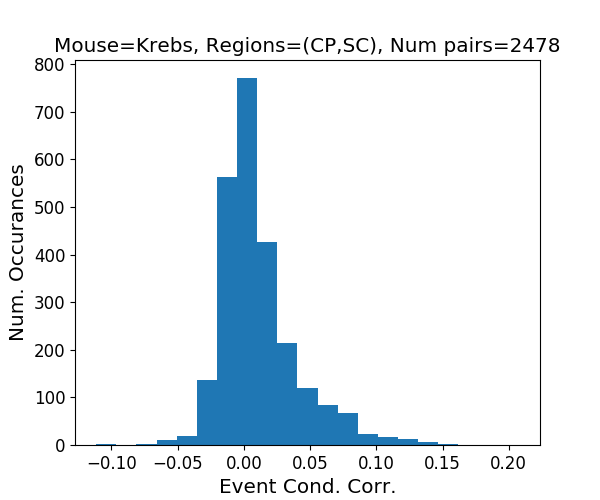 Mouse=Krebs, Regions=(CP,SC), Num pairs=2478
800
700
600
500
400
300
200
100
0
Num. Occurances
−0.10 −0.05 0.00 0.05 0.10 0.15 0.20
Event Cond. Corr.